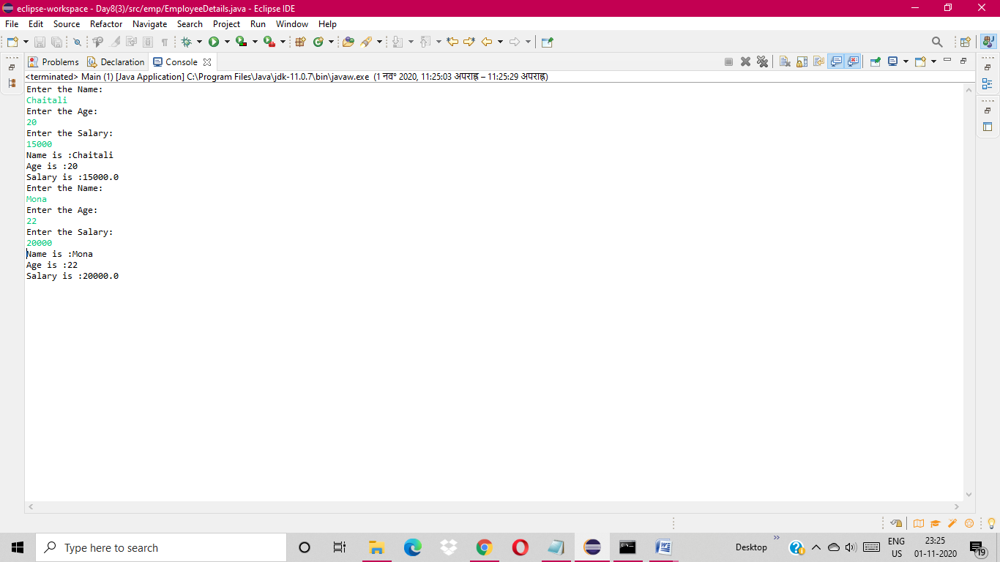 eclipse-workspace - Day8(3)/src/emp/EmployeeDetails.java - Eclipse IDE
File Edit Source Refactor Navigate Search Project Run Window Help
Problems Declaration Console
<terminated> Main (1) [Java Application] C:\Program Files\Java\jdk-11.0.7\bin\javaw.exe (1 नव॰ 2020, 11:25:03 अपराह्न – 11:25:29 अपराह्न)
Enter the Name:
Chaitali
Enter the Age:
20
Enter the Salary:
15000
Name is :Chaitali
Age is :20
Salary is :15000.0
Enter the Name:
Mona
Enter the Age:
22
Enter the Salary:
20000
Name is :Mona
Age is :22
Salary is :20000.0
Type here to search
Desktop
ENG
US
23:25
01-11-2020
19